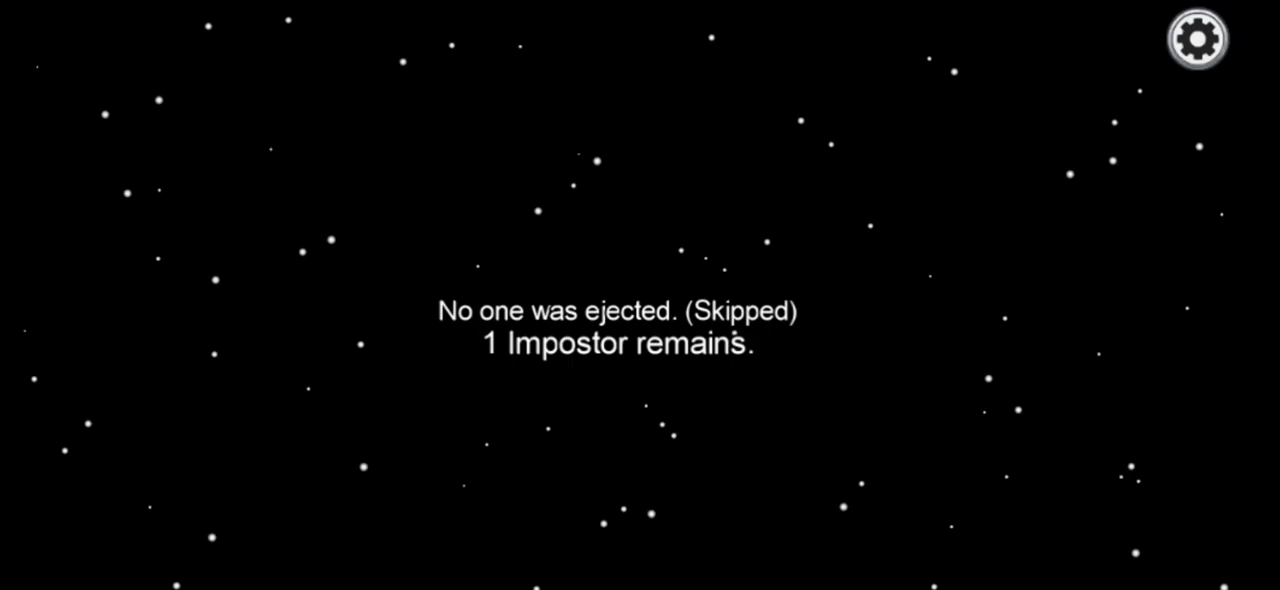 No one was ejected. (Skipped)
1 Impostor remains.